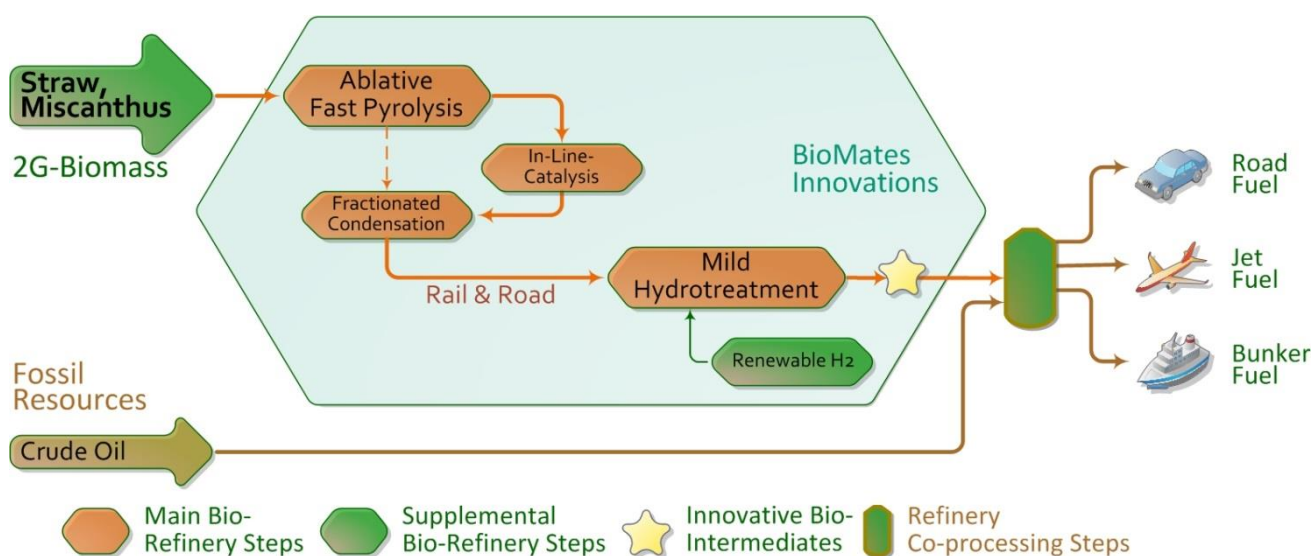 Straw,
Miscanthus
2G-Biomass
Ablative
Fast Pyrolysis
In-Line-
Catalysis
Fractionated
Condensation
Rail & Road
BioMates
Innovations
Mild
Hydrotreatment
Renewable H2
Road
Fuel
Jet
Fuel
Bunker
Fuel
Fossil
Resources
Crude Oil
Main Bio-
Refinery Steps
Supplemental
Bio-Refinery Steps
Innovative Bio-
Intermediates
Refinery
Co-processing Steps